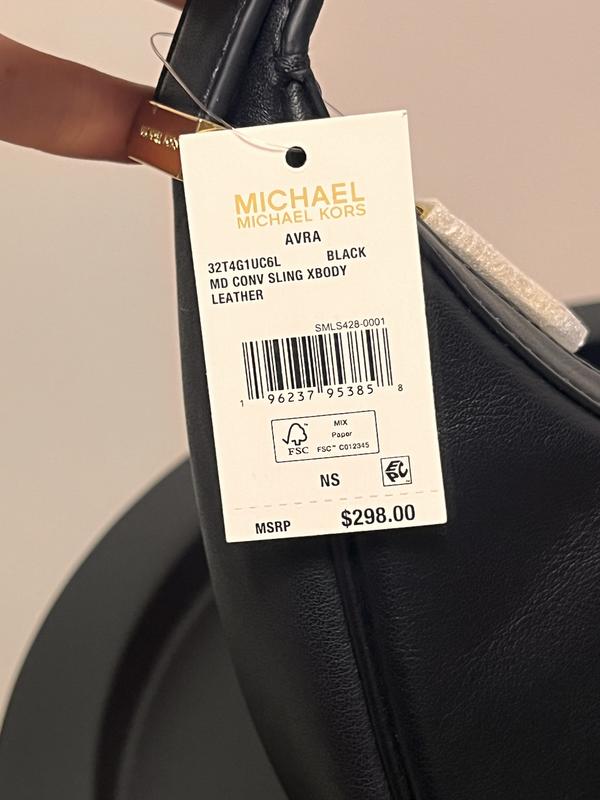 MICHAEL
MICHAEL KORS
AVRA
32T4G1UC6L BLACK
MD CONV SLING XBODY
LEATHER
SMLS428-0001
1 96237 95385 8
MIX
Paper
FSC™ C012345
FSC
NS
EPC
MSRP $298.00